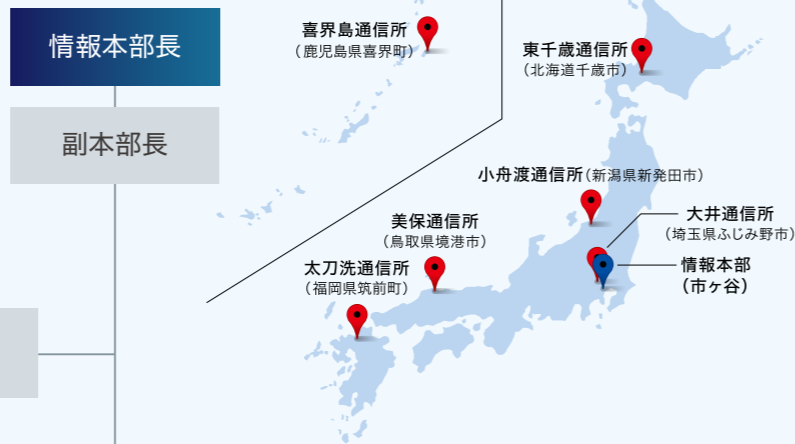 情報本部長
副本部長
喜界島通信所
（鹿児島県喜界町）
東千歳通信所
（北海道千歳市）
小舟渡通信所（新潟県新発田市）
大井通信所
（埼玉県ふじみ野市）
美保通信所
（鳥取県境港市）
情報本部
（市ヶ谷）
太刀洗通信所
（福岡県筑前町）